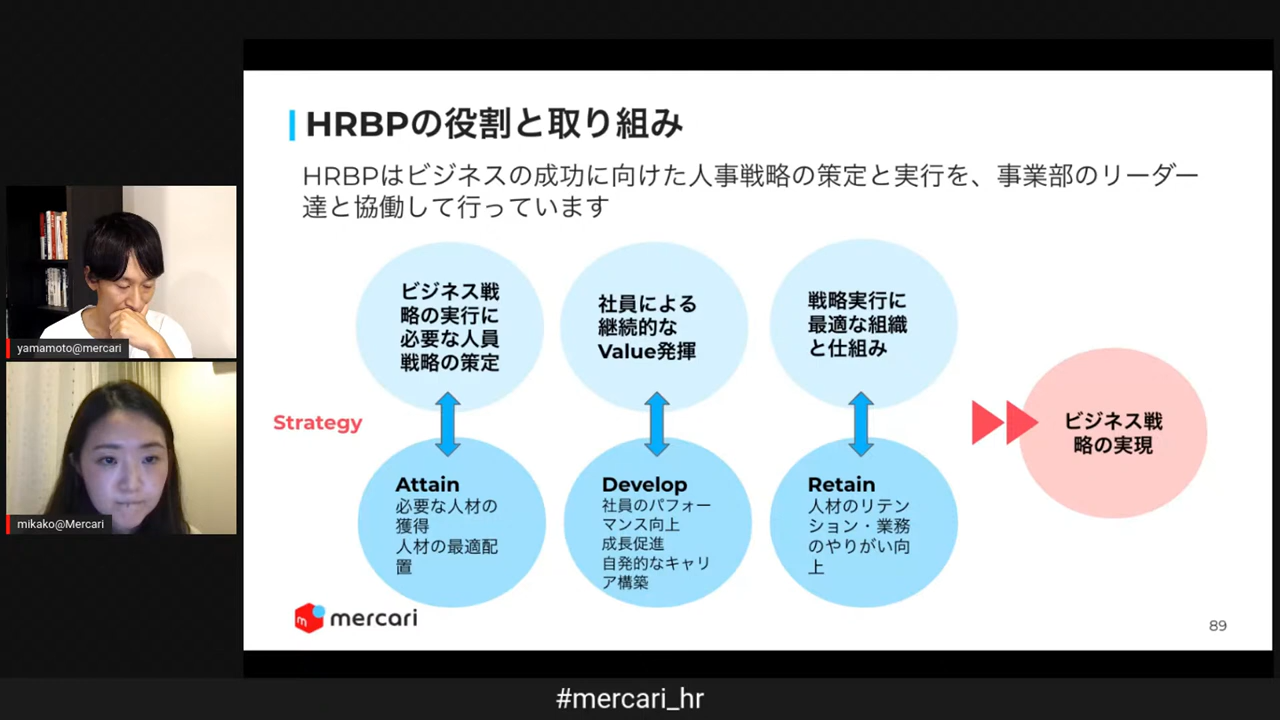 HRBPの役割と取り組み
HRBPはビジネスの成功に向けた人事戦略の策定と実行を、事業部のリーダー
達と協働して行っています
ビジネス戦
略の実行に
必要な人員
戦略の策定
社員による
継続的な
Value発揮
戦略実行に
最適な組織
と仕組み
Strategy
ビジネス戦
略の実現
Attain
必要な人材の
獲得
人材の最適配
置
Develop
社員のパフォー
マンス向上
成長促進
自発的なキャリ
ア構築
Retain
人材のリテン
ション・業務
のやりがい向
上
m mercari
89
yamamoto@mercari
mikako@Mercari
#mercari_hr